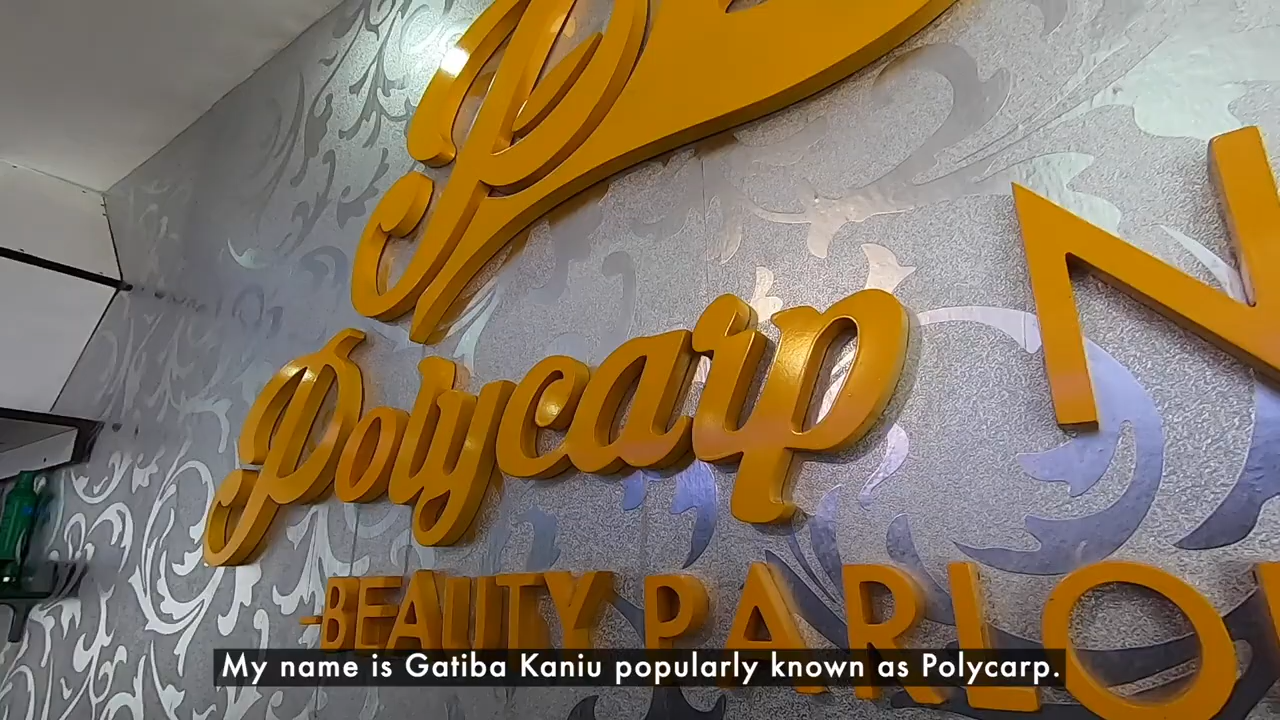 P
Polycarp
N
-BEAUTY PARLO
My name is Gatiba Kaniu popularly known as Polycarp.